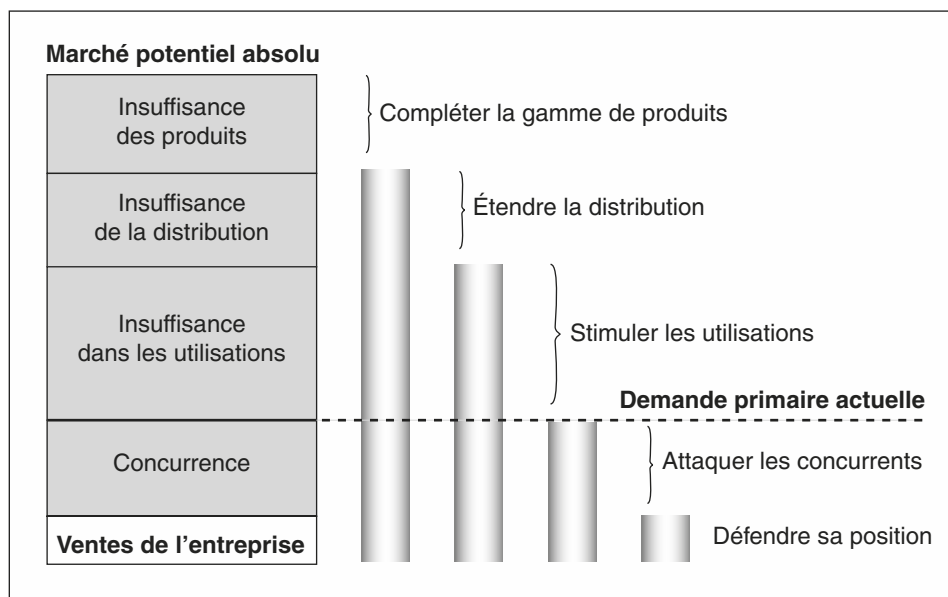 Marché potentiel absolu
Insuffisance
des produits
Compléter la gamme de produits
Insuffisance
de la distribution
Étendre la distribution
Insuffisance
dans les utilisations
Stimuler les utilisations
Demande primaire actuelle
Concurrence
Attaquer les concurrents
Ventes de l’entreprise
Défendre sa position